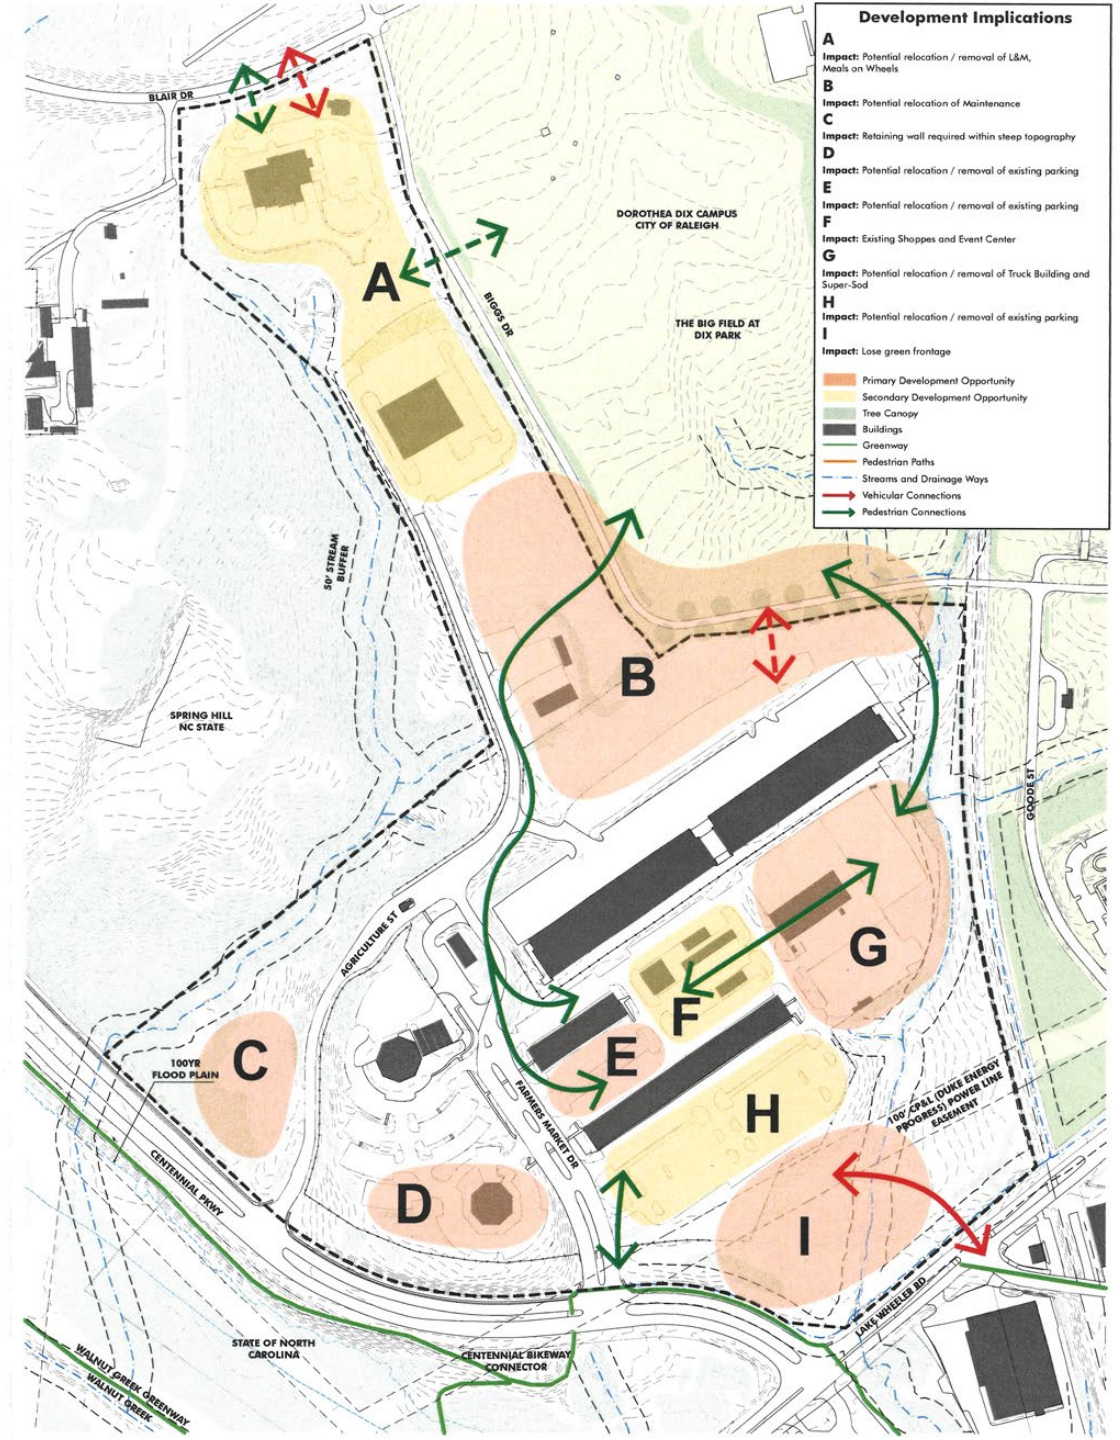 Development Implications
A
Impact: Potential relocation / removal of L&M,
Meals on Wheels
B
Impact: Potential relocation of Maintenance
C
Impact: Retaining wall required within steep topography
D
Impact: Potential relocation / removal of existing parking
E
Impact: Potential relocation / removal of existing parking
F
Impact: Existing Shoppes and Event Center
G
Impact: Potential relocation / removal of Truck Building and
Super-Sod
H
Impact: Potential relocation / removal of existing parking
I
Impact: Lose green frontage
Primary Development Opportunity
Secondary Development Opportunity
Tree Canopy
Buildings
Greenway
Pedestrian Paths
Streams and Drainage Ways
Vehicular Connections
Pedestrian Connections
BLAIR DR
DOROTHEA DIX CAMPUS
CITY OF RALEIGH
A
BIGGS DR
THE BIG FIELD AT
DIX PARK
50' STREAM
BUFFER
B
SPRING HILL
NC STATE
GOODE ST
AGRICULTURE ST
G
F
E
C
100YR
FLOOD PLAIN
H
100' CP&L (DUKE ENERGY
PROGRESS) POWER LINE
EASEMENT
FARMERS MARKET DR
CENTENNIAL PKWY
D
I
LAKE WHEELER RD
STATE OF NORTH
CAROLINA
CENTENNIAL BIKEWAY
CONNECTOR
WALNUT CREEK GREENWAY
WALNUT CREEK